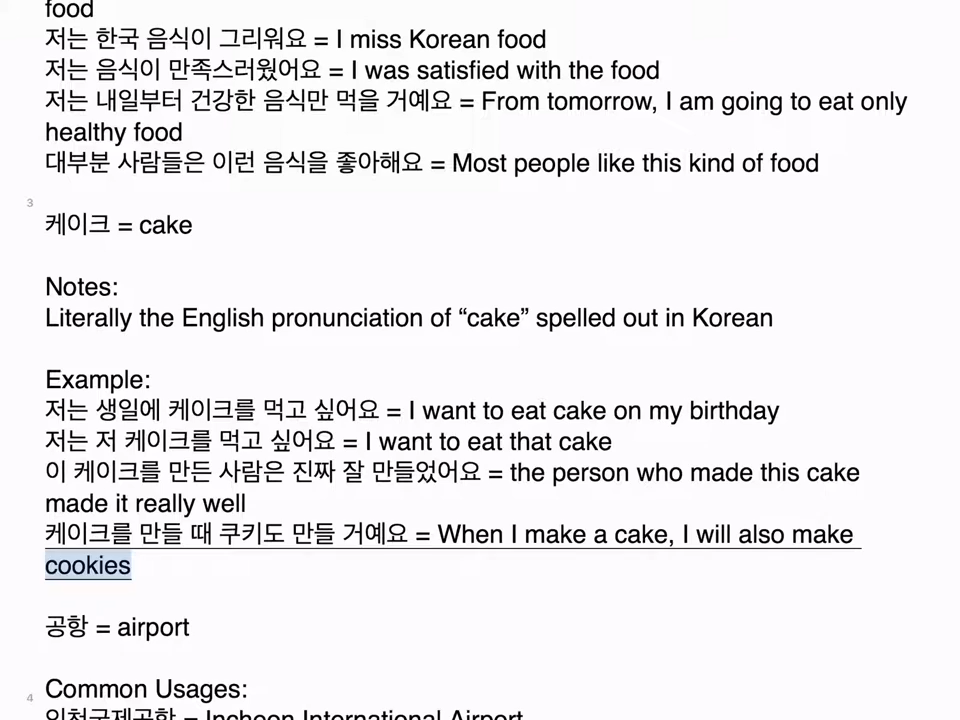 food
저는 한국 음식이 그리워요 = I miss Korean food
저는 음식이 만족스러웠어요 = I was satisfied with the food
저는 내일부터 건강한 음식만 먹을 거예요 = From tomorrow, I am going to eat only
healthy food
대부분 사람들은 이런 음식을 좋아해요 = Most people like this kind of food
3
케이크 = cake
Notes:
Literally the English pronunciation of “cake” spelled out in Korean
Example:
저는 생일에 케이크를 먹고 싶어요 = I want to eat cake on my birthday
저는 저 케이크를 먹고 싶어요 = I want to eat that cake
이 케이크를 만든 사람은 진짜 잘 만들었어요 = the person who made this cake
made it really well
케이크를 만들 때 쿠키도 만들 거예요 = When I make a cake, I will also make
cookies
공항 = airport
4
Common Usages:
인천국제공항 = Incheon International Airport